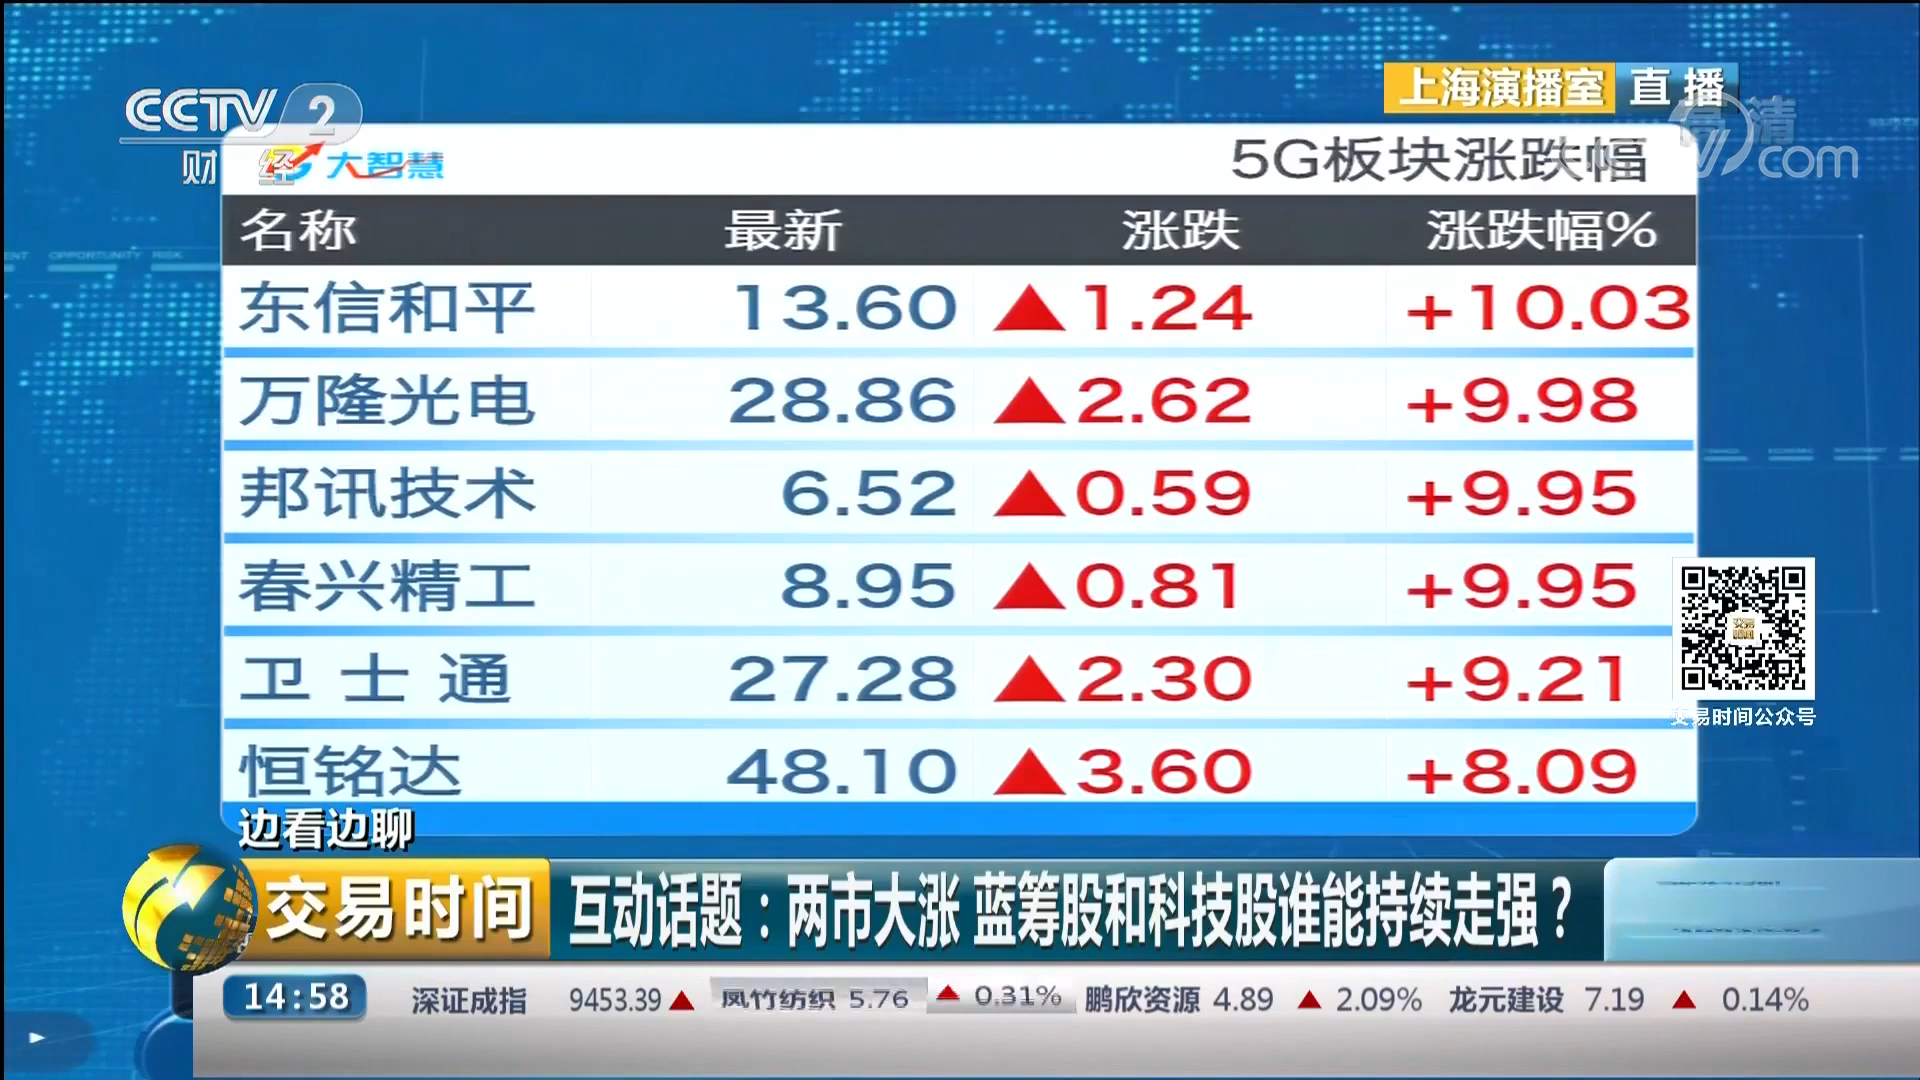 上海演播室 直播
CCTV 2
财经
高清
com
大智慧
5G板块涨跌幅
名称 最新 涨跌 涨跌幅%
东信和平 13.60 ▲1.24 +10.03
万隆光电 28.86 ▲2.62 +9.98
邦讯技术 6.52 ▲0.59 +9.95
春兴精工 8.95 ▲0.81 +9.95
卫士通 27.28 ▲2.30 +9.21
恒铭达 48.10 ▲3.60 +8.09
交易时间公众号
边看边聊
交易时间 互动话题：两市大涨 蓝筹股和科技股谁能持续走强？
14:58 深证成指 9453.39 ▲ 凤竹纺织 5.76 ▲ 0.31% 鹏欣资源 4.89 ▲ 2.09% 龙元建设 7.19 ▲ 0.14%
OPPORTUNITY RISK